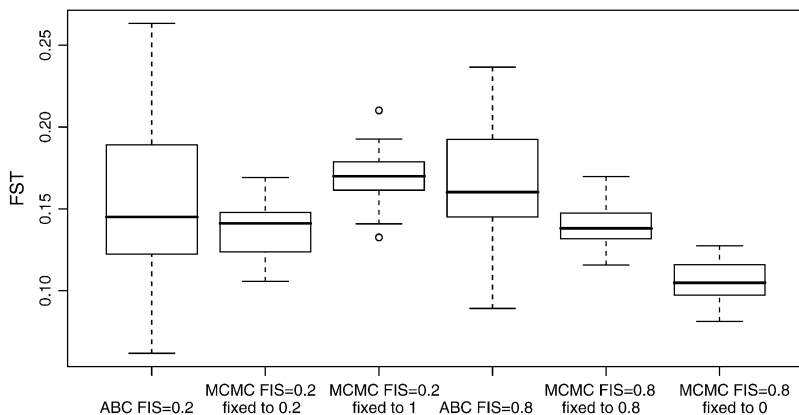 0.25
0.20
0.15
0.10
FST
ABC FIS=0.2
MCMC FIS=0.2
fixed to 0.2
MCMC FIS=0.2
fixed to 1
ABC FIS=0.8
MCMC FIS=0.8
fixed to 0.8
MCMC FIS=0.8
fixed to 0